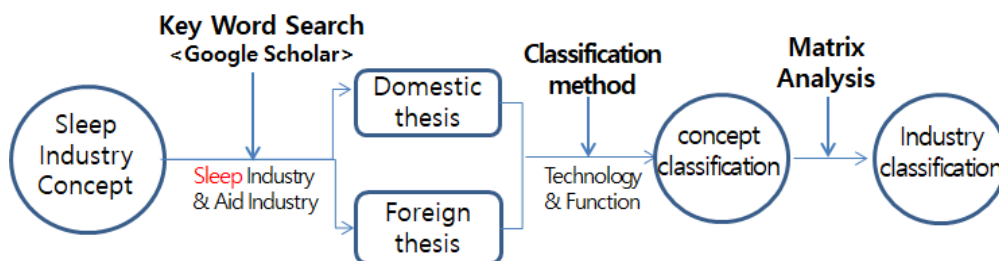 Key Word Search
<Google Scholar>
Sleep
Industry
Concept
Sleep Industry
& Aid Industry
Domestic
thesis
Foreign
thesis
Classification
method
Technology
& Function
concept
classification
Matrix
Analysis
Industry
classification